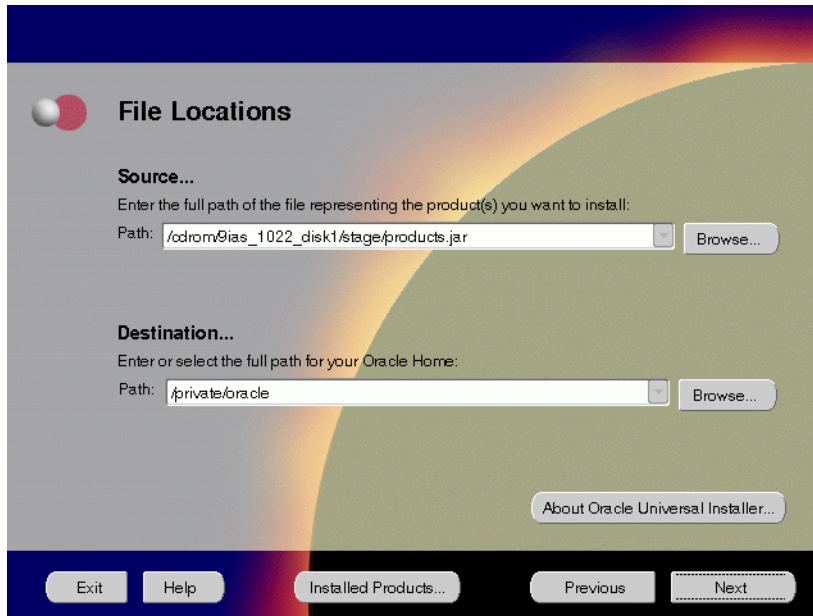 File Locations
Source...
Enter the full path of the file representing the product(s) you want to install:
Path: /cdrom/9ias_1022_disk1/stage/products.jar Browse...
Destination...
Enter or select the full path for your Oracle Home:
Path: /private/oracle Browse...
About Oracle Universal Installer...
Exit Help Installed Products... Previous Next